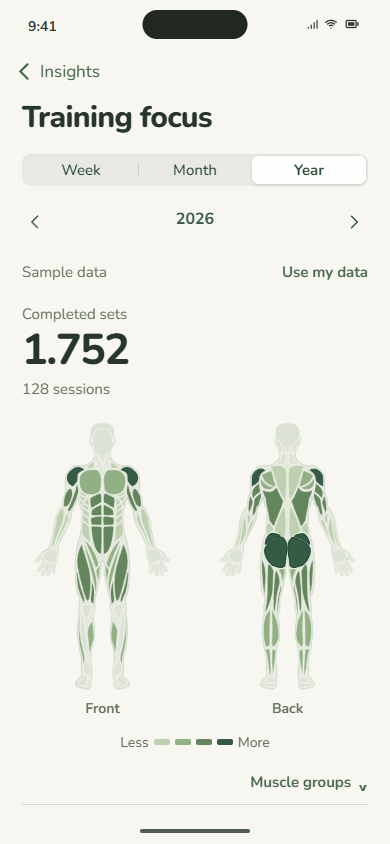 9:41
Insights
Training focus
Week Month Year
2026
Sample data Use my data
Completed sets
1.752
128 sessions
Front Back
Less More
Muscle groups